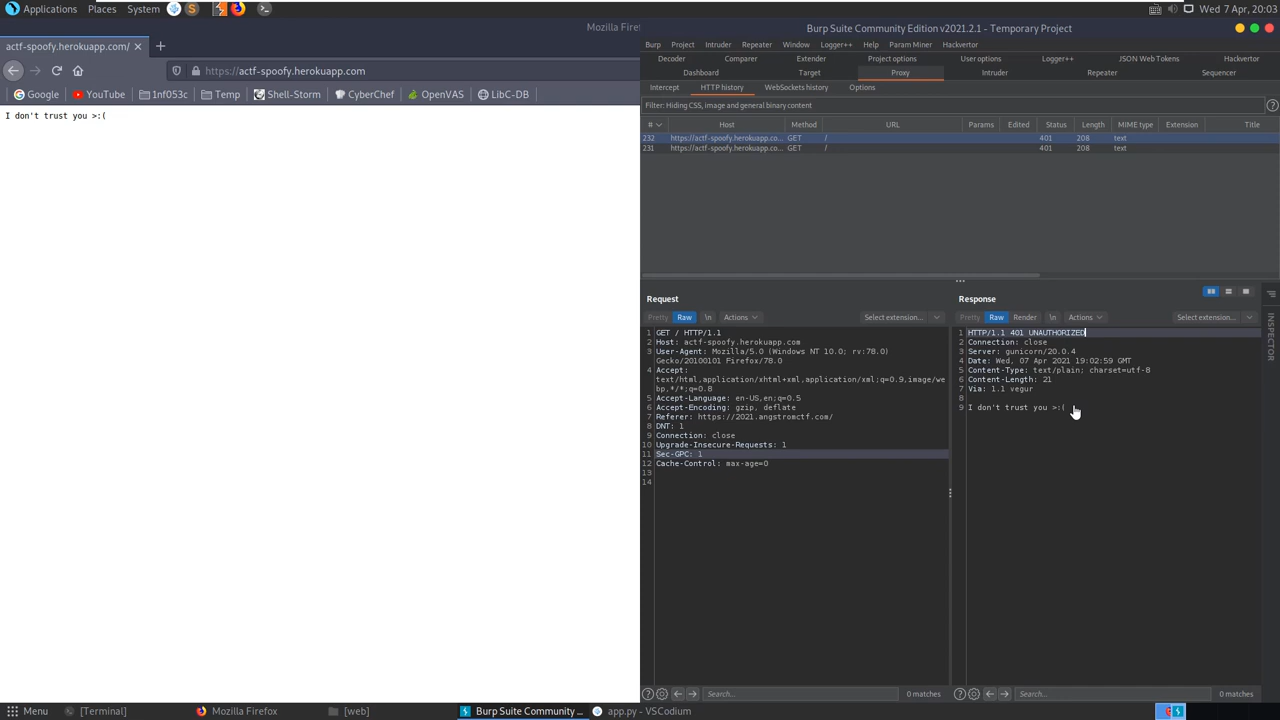 Applications Places System
Wed 7 Apr, 20:03
Mozilla Firef
actf-spoofy.herokuapp.com/
https://actf-spoofy.herokuapp.com
Google YouTube 1nf053c Temp Shell-Storm CyberChef OpenVAS LibC-DB
I don't trust you >:(
Burp Suite Community Edition v2021.2.1 - Temporary Project
Burp Project Intruder Repeater Window Logger++ Help Param Miner Hackvertor
Decoder Comparer Extender Project options User options Logger++ JSON Web Tokens Hackvertor
Dashboard Target Proxy Intruder Repeater Sequencer
Intercept HTTP history WebSockets history Options
Filter: Hiding CSS, image and general binary content
# Host Method URL Params Edited Status Length MIME type Extension Title
232 https://actf-spoofy.herokuapp.co... GET / 401 208 text
231 https://actf-spoofy.herokuapp.co... GET / 401 208 text
Request
Pretty Raw \n Actions Select extension...
1 GET / HTTP/1.1
2 Host: actf-spoofy.herokuapp.com
3 User-Agent: Mozilla/5.0 (Windows NT 10.0; rv:78.0)
Gecko/20100101 Firefox/78.0
4 Accept:
text/html,application/xhtml+xml,application/xml;q=0.9,image/we
bp,*/*;q=0.8
5 Accept-Language: en-US,en;q=0.5
6 Accept-Encoding: gzip, deflate
7 Referer: https://2021.angstromctf.com/
8 DNT: 1
9 Connection: close
10 Upgrade-Insecure-Requests: 1
11 Sec-GPC: 1
12 Cache-Control: max-age=0
13
14
Search... 0 matches
Response
Pretty Raw Render \n Actions Select extension...
1 HTTP/1.1 401 UNAUTHORIZED
2 Connection: close
3 Server: gunicorn/20.0.4
4 Date: Wed, 07 Apr 2021 19:02:59 GMT
5 Content-Type: text/plain; charset=utf-8
6 Content-Length: 21
7 Via: 1.1 vegur
8
9 I don't trust you >:(
Search... 0 matches
INSPECTOR
Menu [Terminal] Mozilla Firefox [web] Burp Suite Community ... app.py - VSCodium